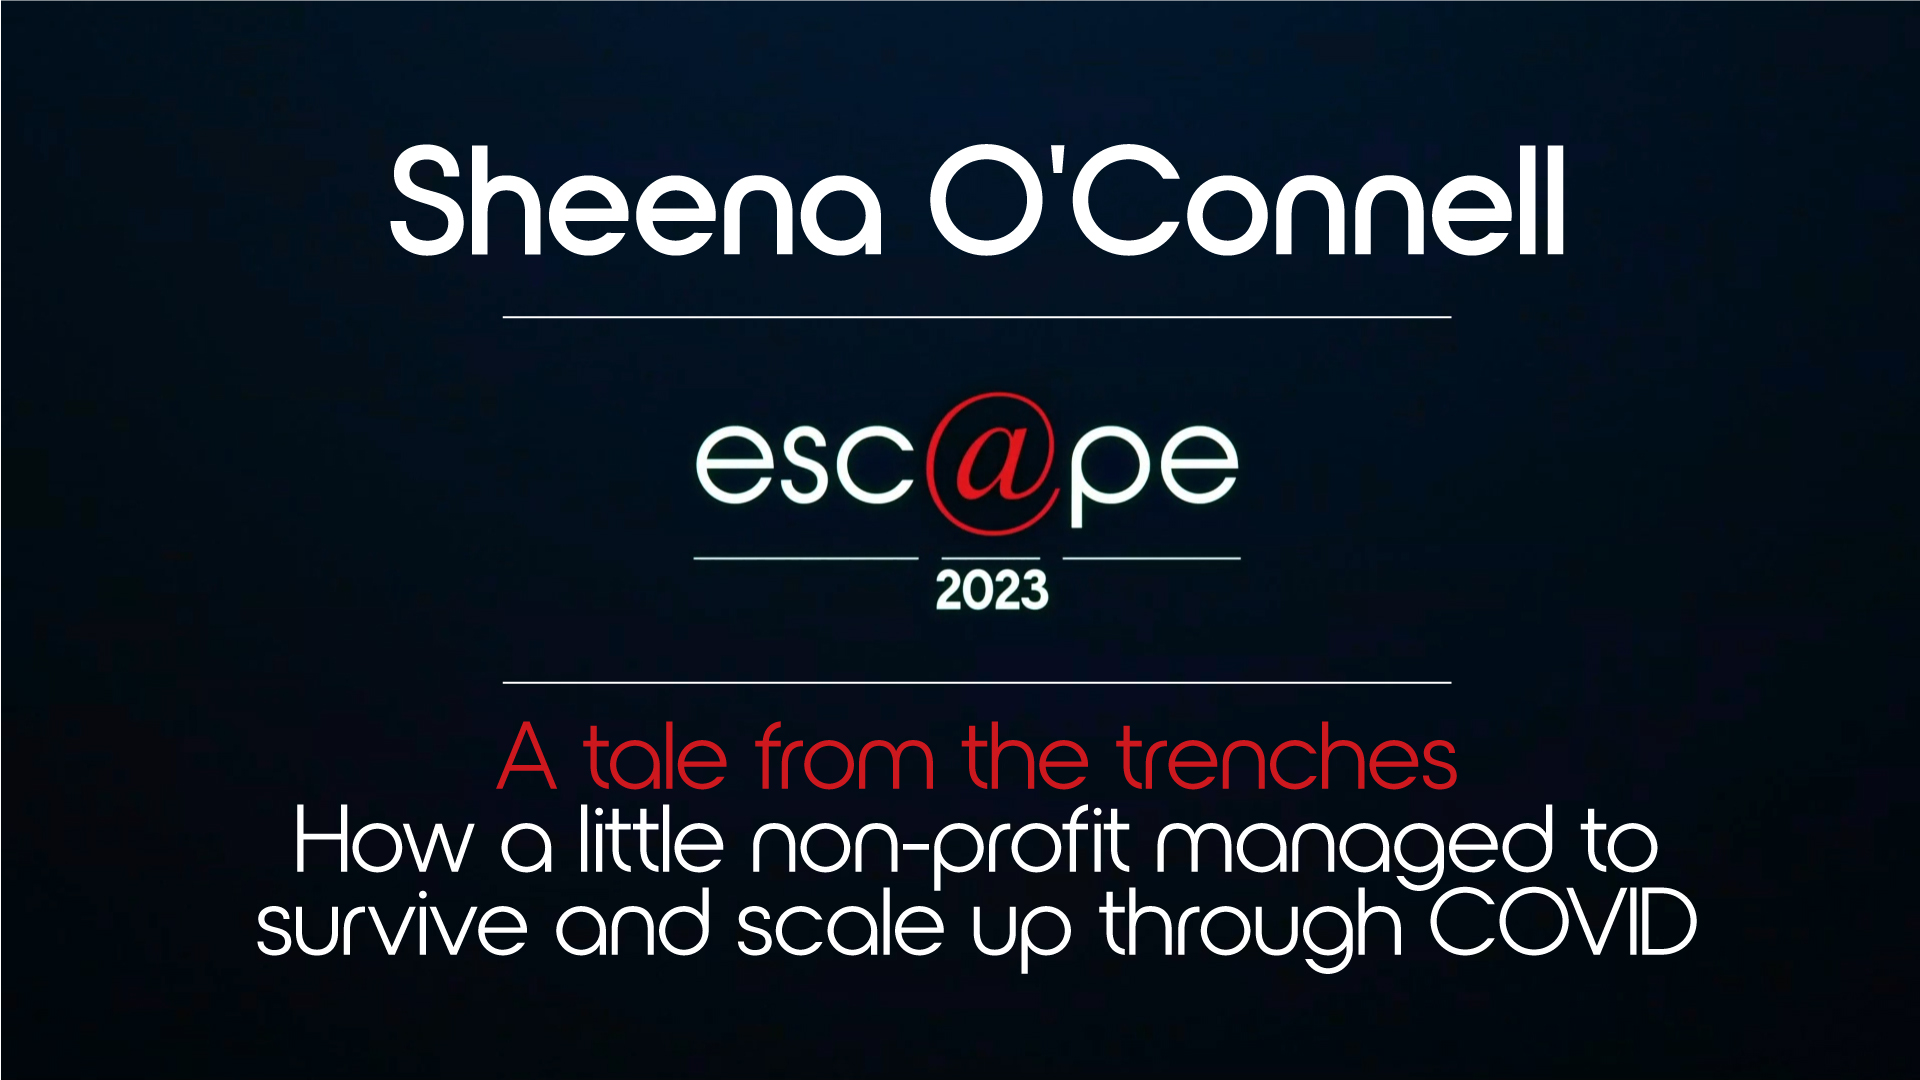 Sheena O'Connell
esc@pe
2023
A tale from the trenches
How a little non-profit managed to
survive and scale up through COVID